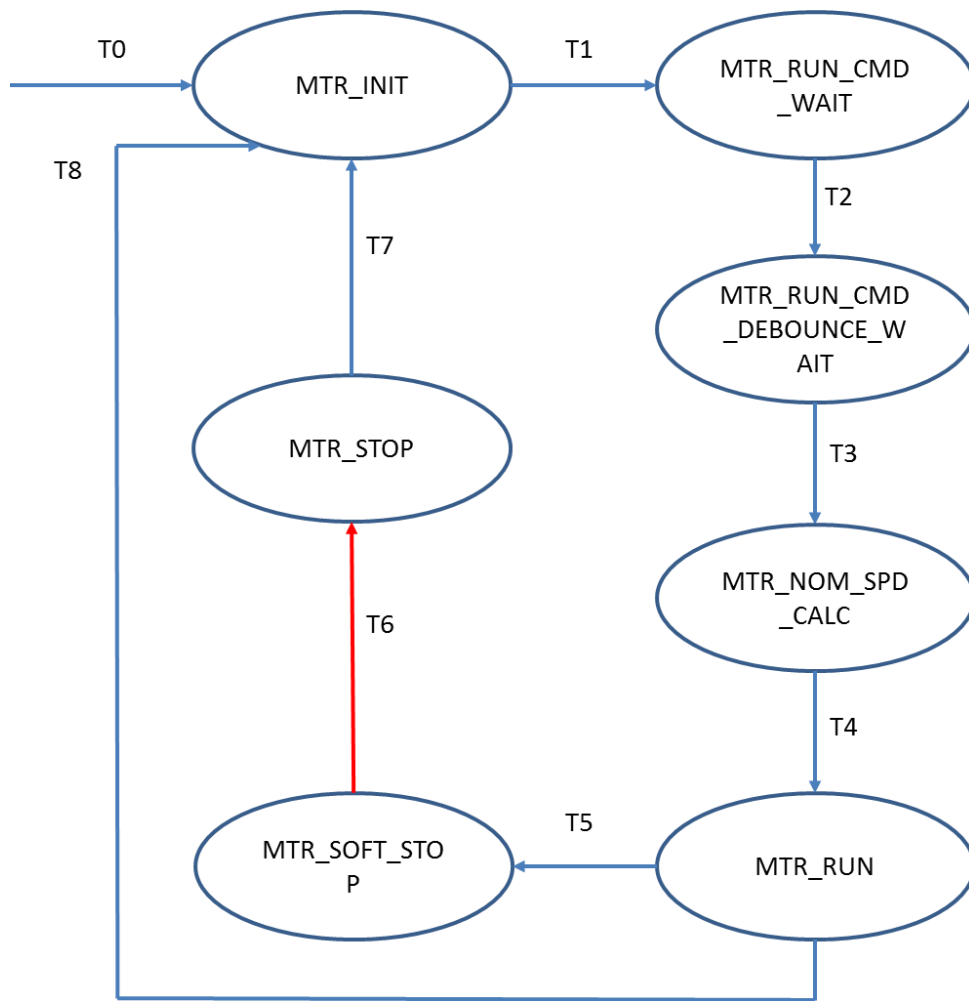 T0
MTR_INIT
T1
MTR_RUN_CMD
_WAIT
T8
T2
T7
MTR_RUN_CMD
_DEBOUNCE_W
AIT
MTR_STOP
T3
MTR_NOM_SPD
_CALC
T6
T4
MTR_SOFT_STO
P
T5
MTR_RUN